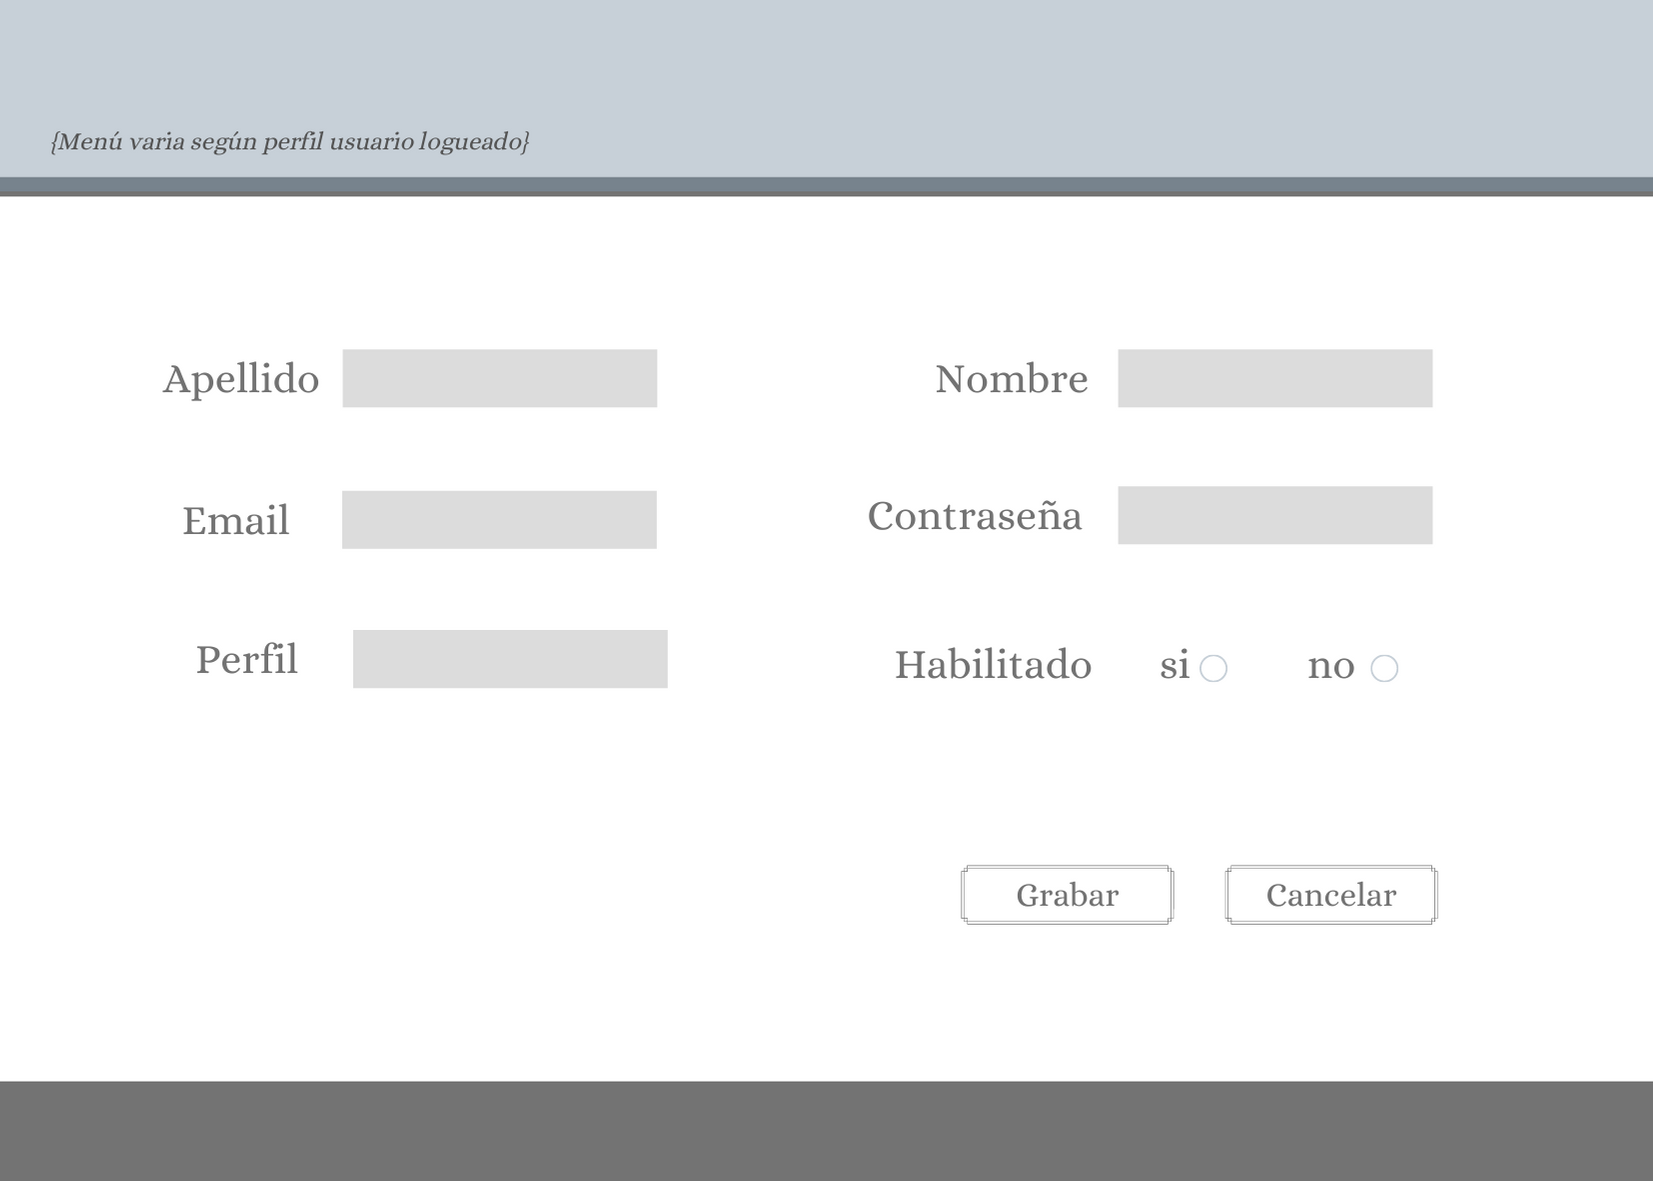 {Menú varia según perfil usuario logueado}
Apellido
Nombre
Email
Contraseña
Perfil
Habilitado si no
Grabar
Cancelar